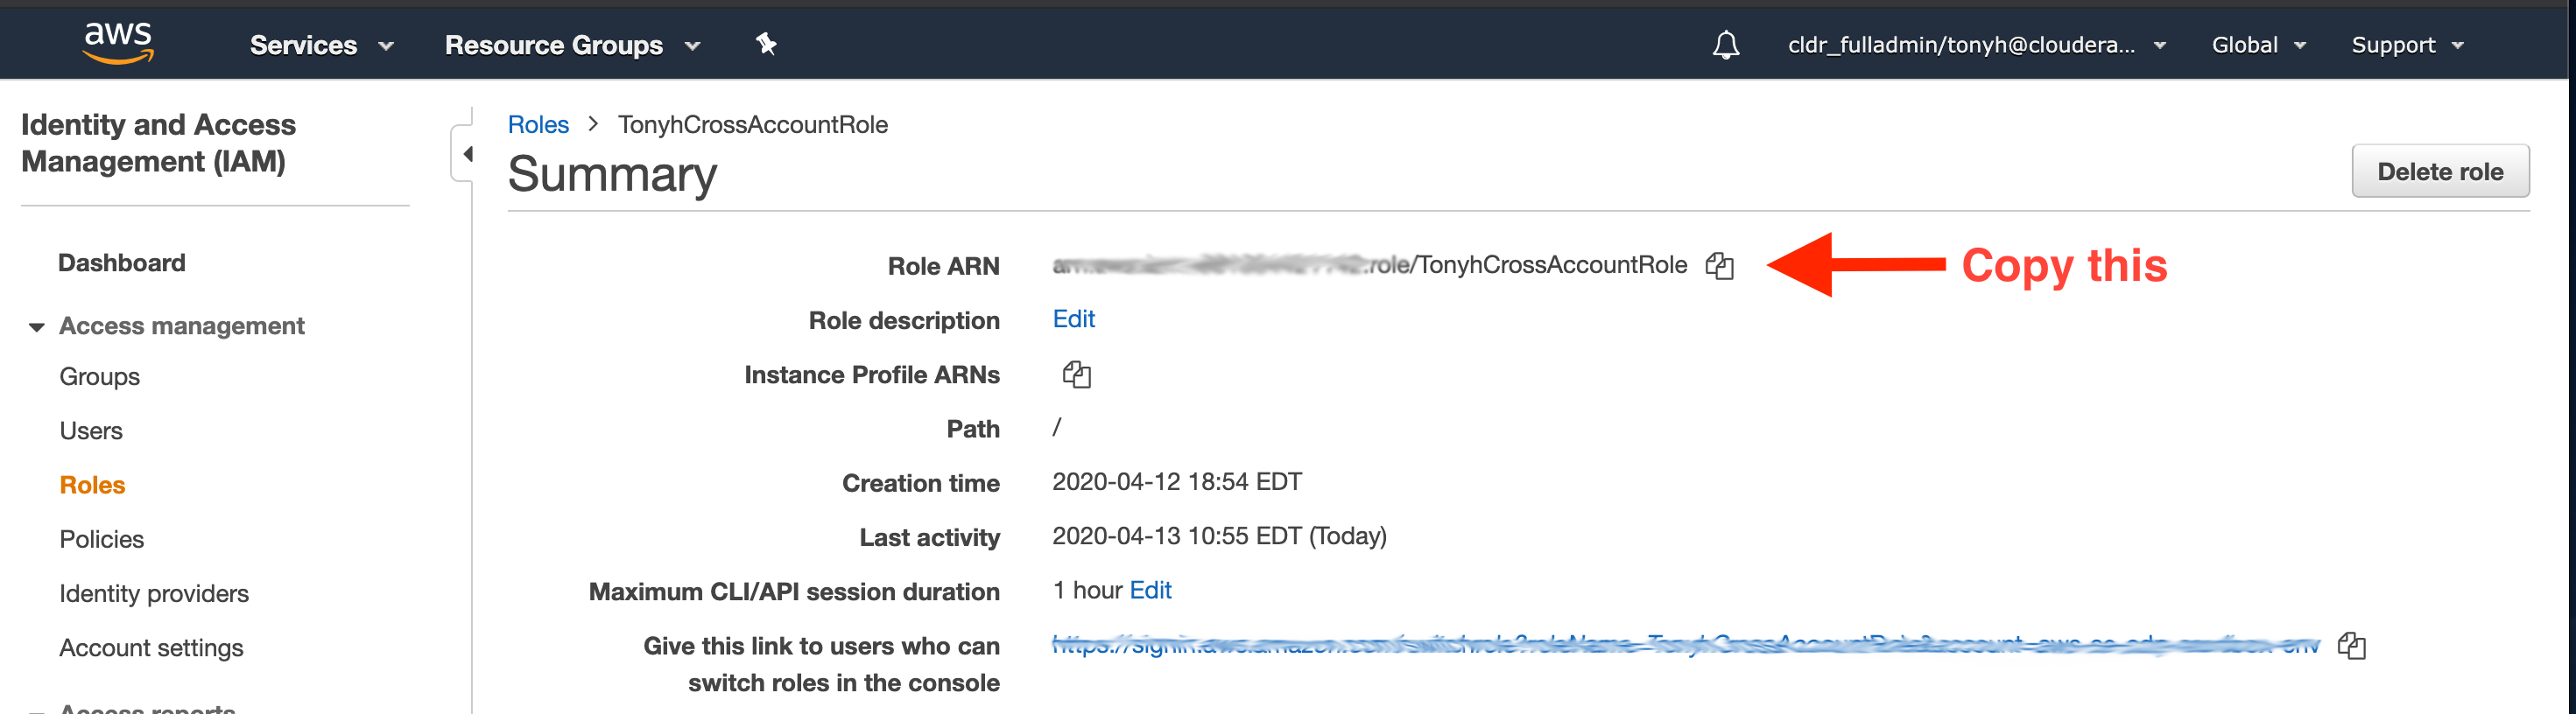 aws Services Resource Groups cldr_fulladmin/tonyh@cloudera... Global Support
Identity and Access
Management (IAM)
Dashboard
Access management
Groups
Users
Roles
Policies
Identity providers
Account settings
Access reports
Roles > TonyhCrossAccountRole
Summary
Delete role
Role ARN :role/TonyhCrossAccountRole
Copy this
Role description Edit
Instance Profile ARNs
Path /
Creation time 2020-04-12 18:54 EDT
Last activity 2020-04-13 10:55 EDT (Today)
Maximum CLI/API session duration 1 hour Edit
Give this link to users who can
switch roles in the console